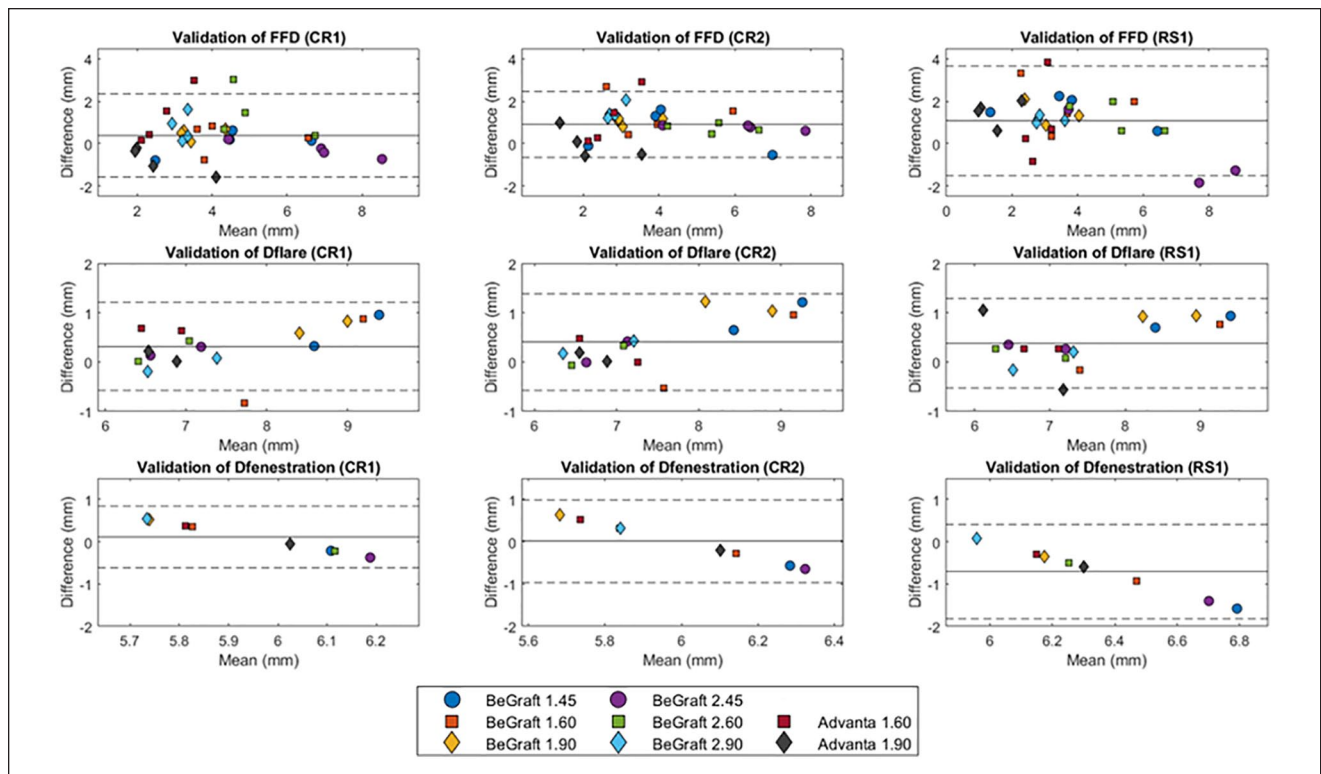 Validation of FFD (CR1)
Validation of FFD (CR2)
Validation of FFD (RS1)
Difference (mm)
4
2
0
-2
2
4
6
8
Mean (mm)
Difference (mm)
4
2
0
-2
2
4
6
8
Mean (mm)
Difference (mm)
4
2
0
-2
0
2
4
6
8
Mean (mm)
Validation of Dflare (CR1)
Validation of Dflare (CR2)
Validation of Dflare (RS1)
Difference (mm)
2
1
0
-1
6
7
8
9
Mean (mm)
Difference (mm)
2
1
0
-1
6
7
8
9
Mean (mm)
Difference (mm)
2
1
0
-1
6
7
8
9
Mean (mm)
Validation of Dfenestration (CR1)
Validation of Dfenestration (CR2)
Validation of Dfenestration (RS1)
Difference (mm)
1
0
-1
-2
5.7
5.8
5.9
6
6.1
6.2
Mean (mm)
Difference (mm)
1
0
-1
-2
5.6
5.8
6
6.2
6.4
Mean (mm)
Difference (mm)
1
0
-1
-2
6
6.2
6.4
6.6
6.8
Mean (mm)
BeGraft 1.45
BeGraft 2.45
BeGraft 1.60
BeGraft 2.60
Advanta 1.60
BeGraft 1.90
BeGraft 2.90
Advanta 1.90